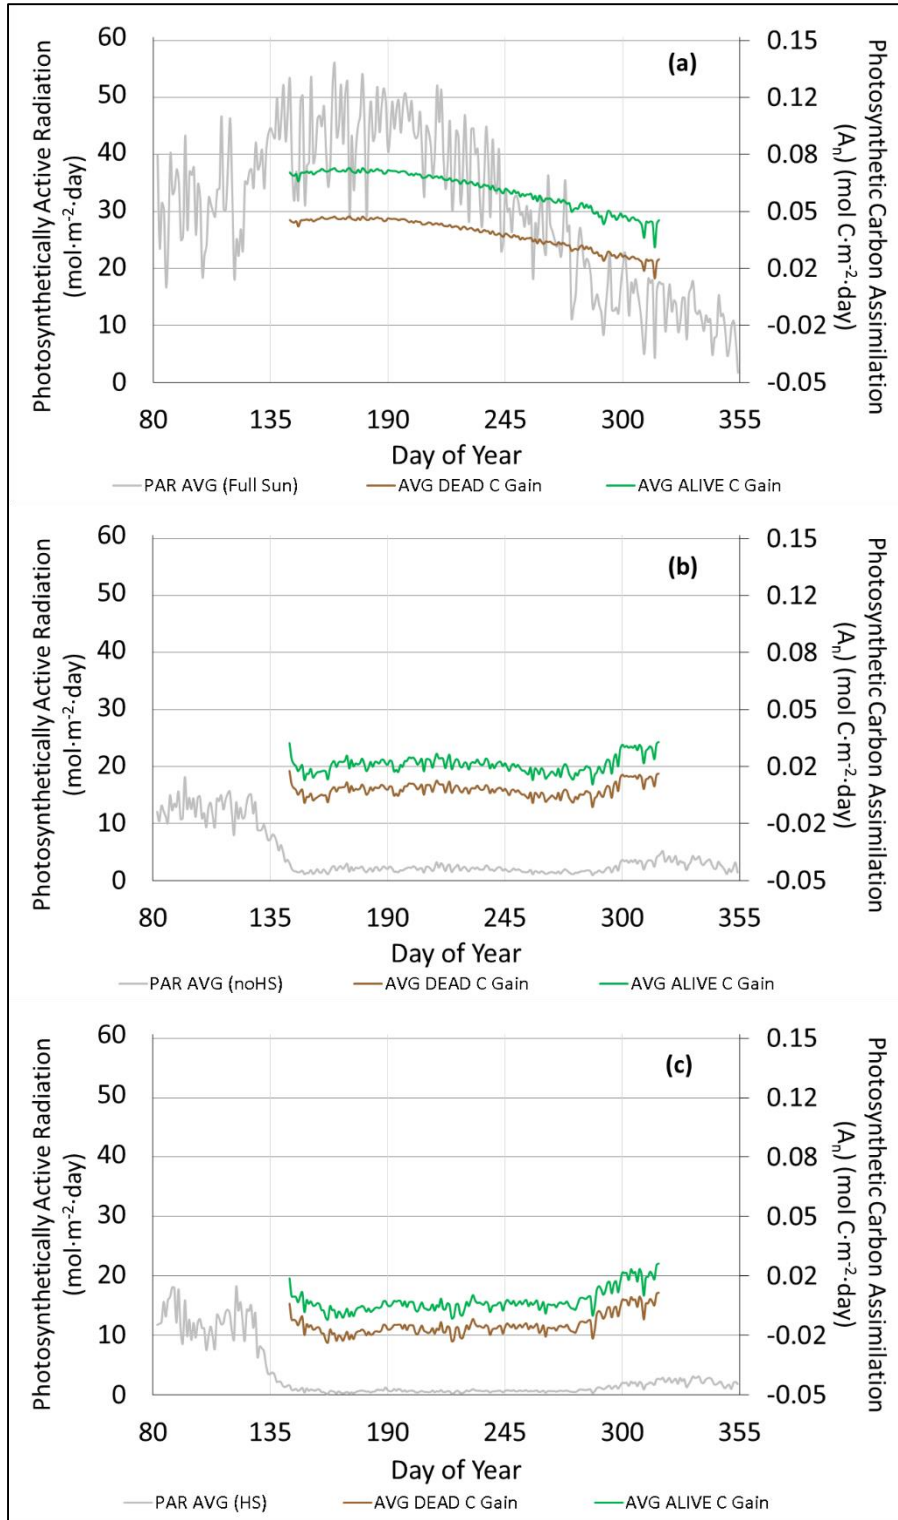 (a)
Photosynthetically Active Radiation
(mol·m⁻²·day)
60
50
40
30
20
10
0
0.15
0.12
0.08
0.05
0.02
-0.02
-0.05
Photosynthetic Carbon Assimilation
(Aₙ) (mol C·m⁻²·day)
80 135 190 245 300 355
Day of Year
PAR AVG (Full Sun) AVG DEAD C Gain AVG ALIVE C Gain
(b)
Photosynthetically Active Radiation
(mol·m⁻²·day)
60
50
40
30
20
10
0
0.15
0.12
0.08
0.05
0.02
-0.02
-0.05
Photosynthetic Carbon Assimilation
(Aₙ) (mol C·m⁻²·day)
80 135 190 245 300 355
Day of Year
PAR AVG (noHS) AVG DEAD C Gain AVG ALIVE C Gain
(c)
Photosynthetically Active Radiation
(mol·m⁻²·day)
60
50
40
30
20
10
0
0.15
0.12
0.08
0.05
0.02
-0.02
-0.05
Photosynthetic Carbon Assimilation
(Aₙ) (mol C·m⁻²·day)
80 135 190 245 300 355
Day of Year
PAR AVG (HS) AVG DEAD C Gain AVG ALIVE C Gain